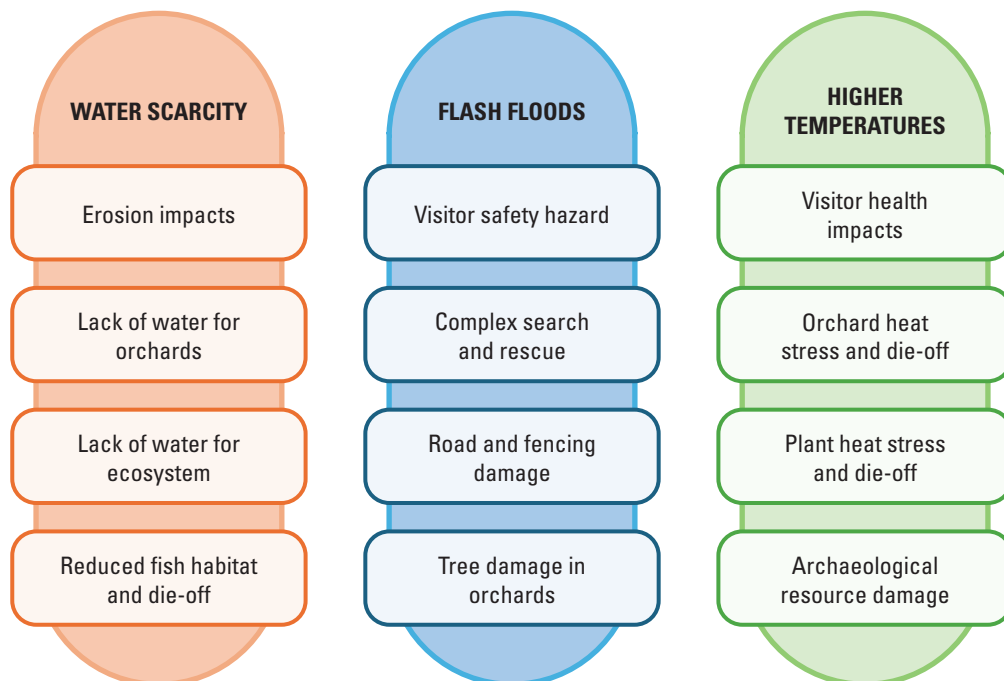 WATER SCARCITY
Erosion impacts
Lack of water for
orchards
Lack of water for
ecosystem
Reduced fish habitat
and die-off
FLASH FLOODS
Visitor safety hazard
Complex search
and rescue
Road and fencing
damage
Tree damage in
orchards
HIGHER
TEMPERATURES
Visitor health
impacts
Orchard heat
stress and die-off
Plant heat stress
and die-off
Archaeological
resource damage